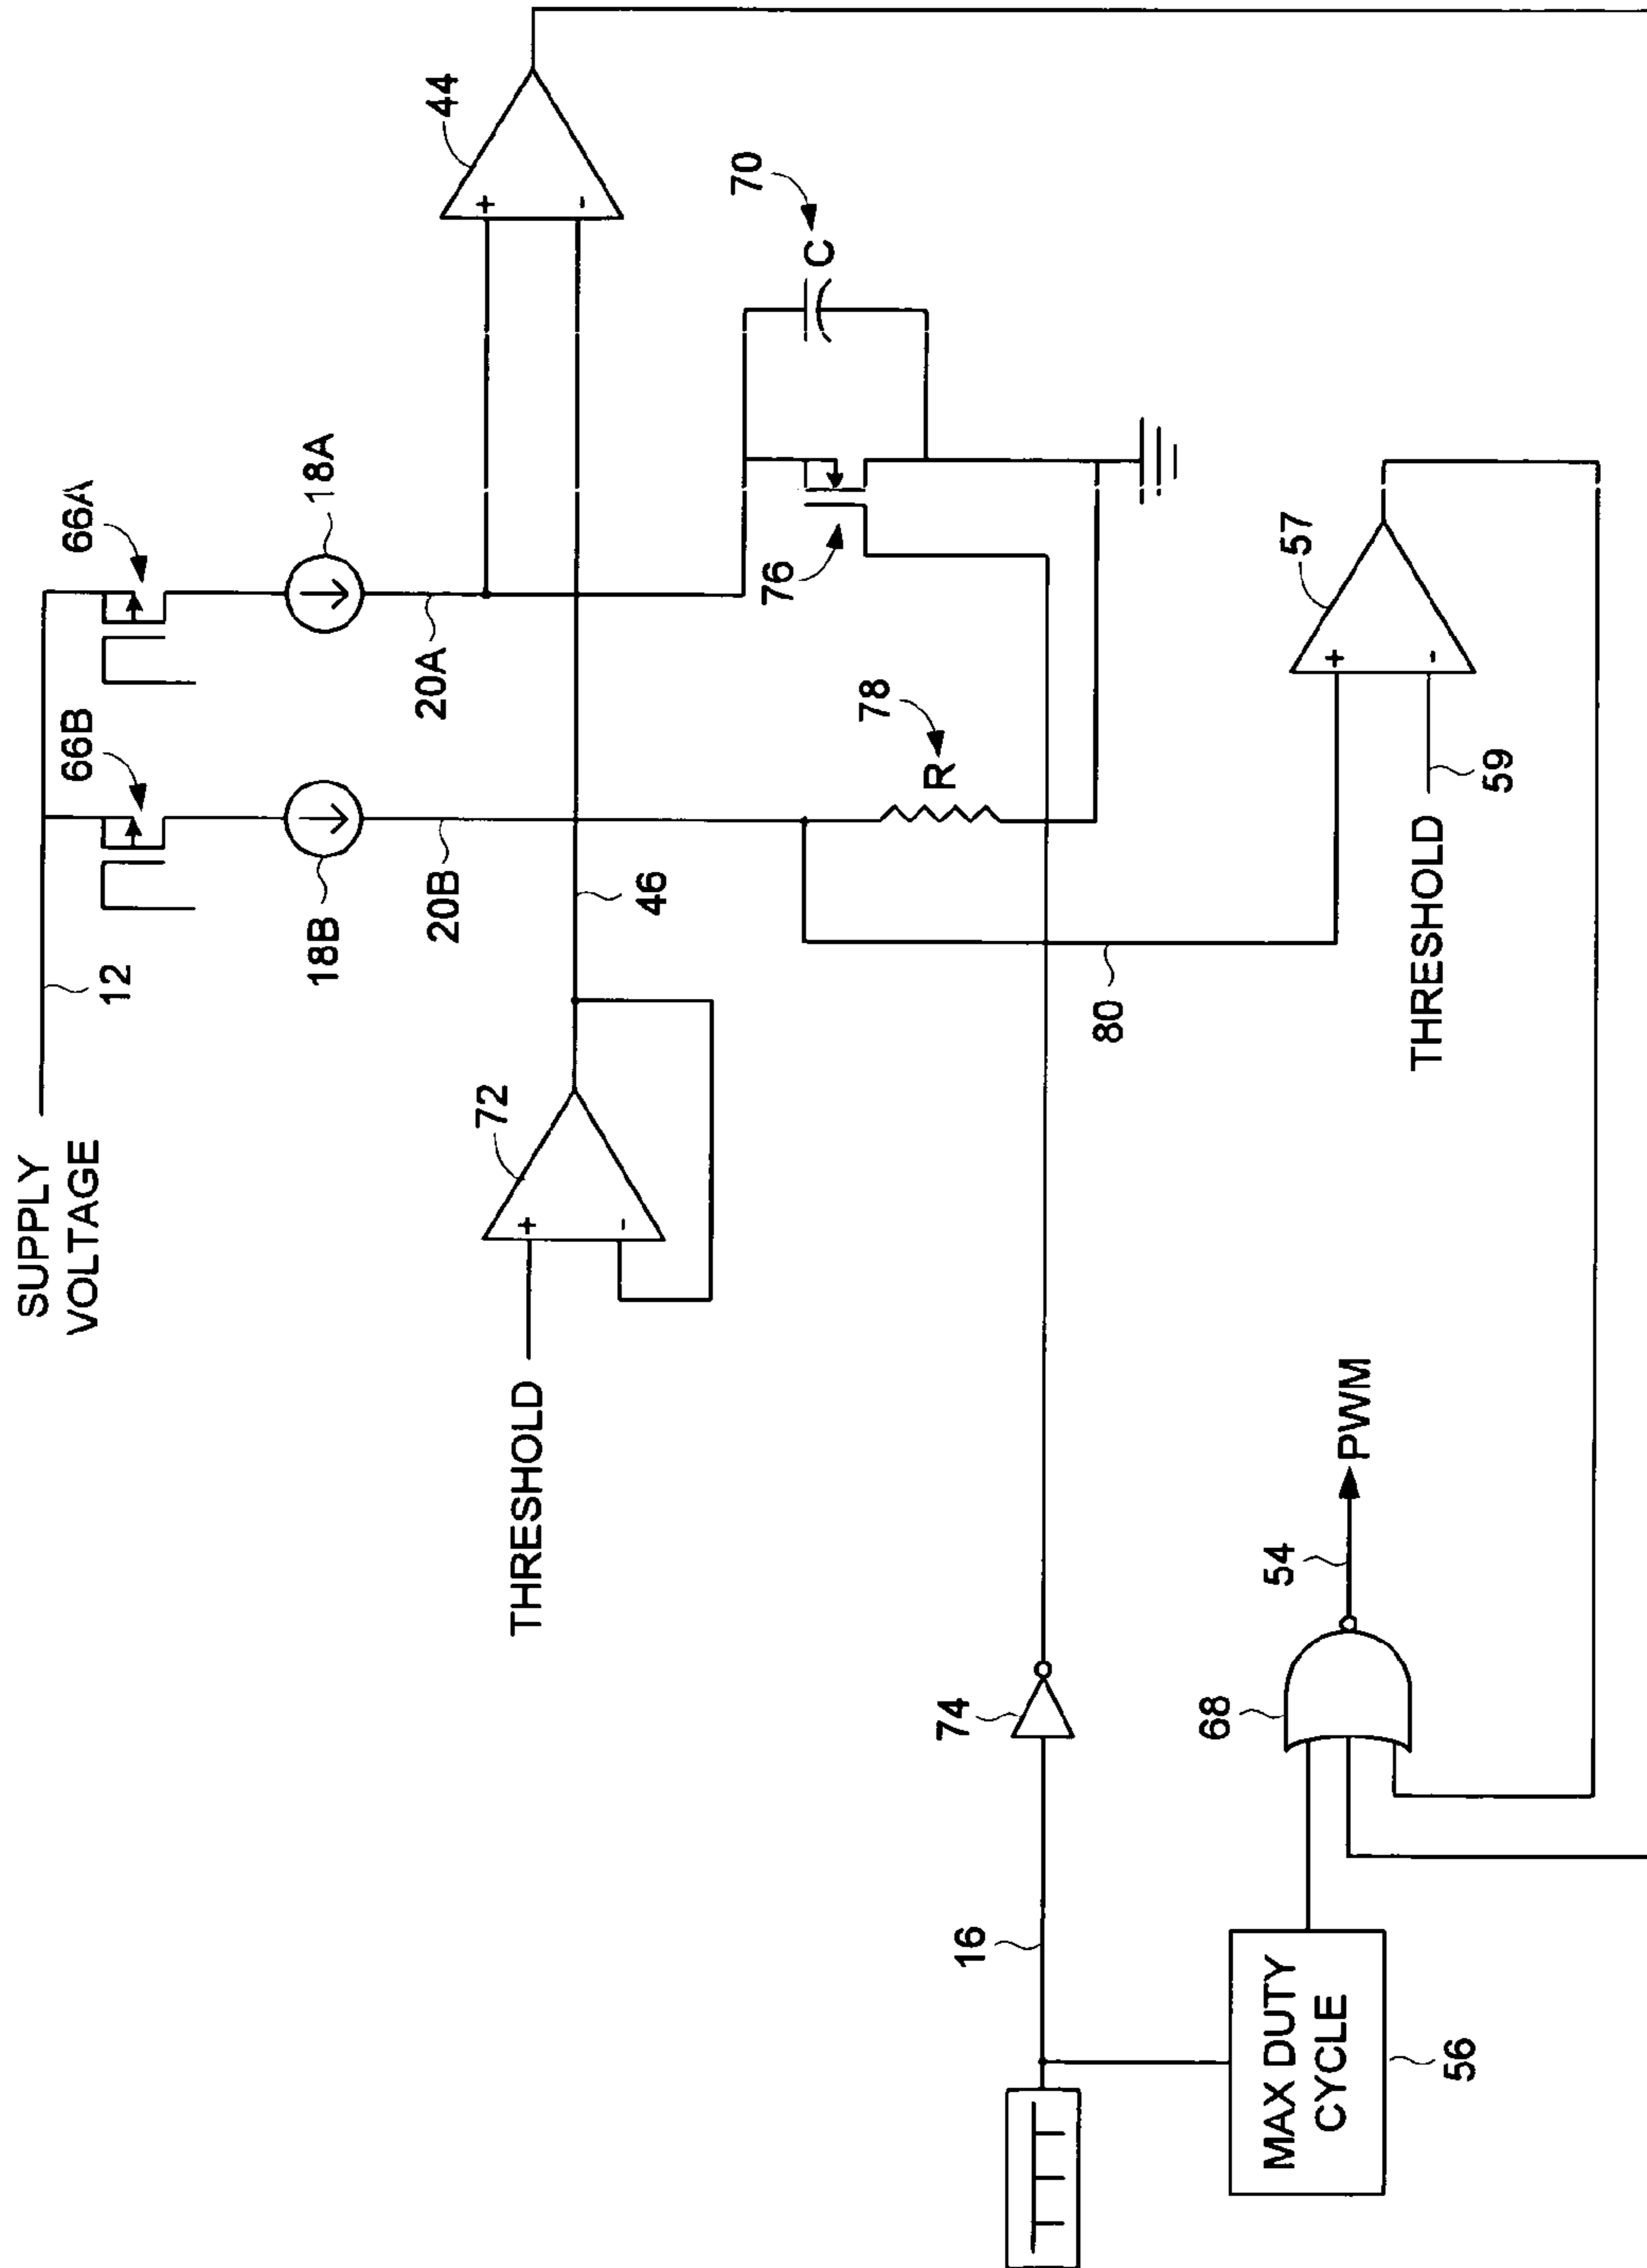 SUPPLY
VOLTAGE
12
66B
66A
18B
18A
20B
20A
44
THRESHOLD
72
+
-
46
+
-
70
C
76
78
R
80
57
+
-
THRESHOLD
59
16
74
MAX DUTY
CYCLE
56
68
54
PWM